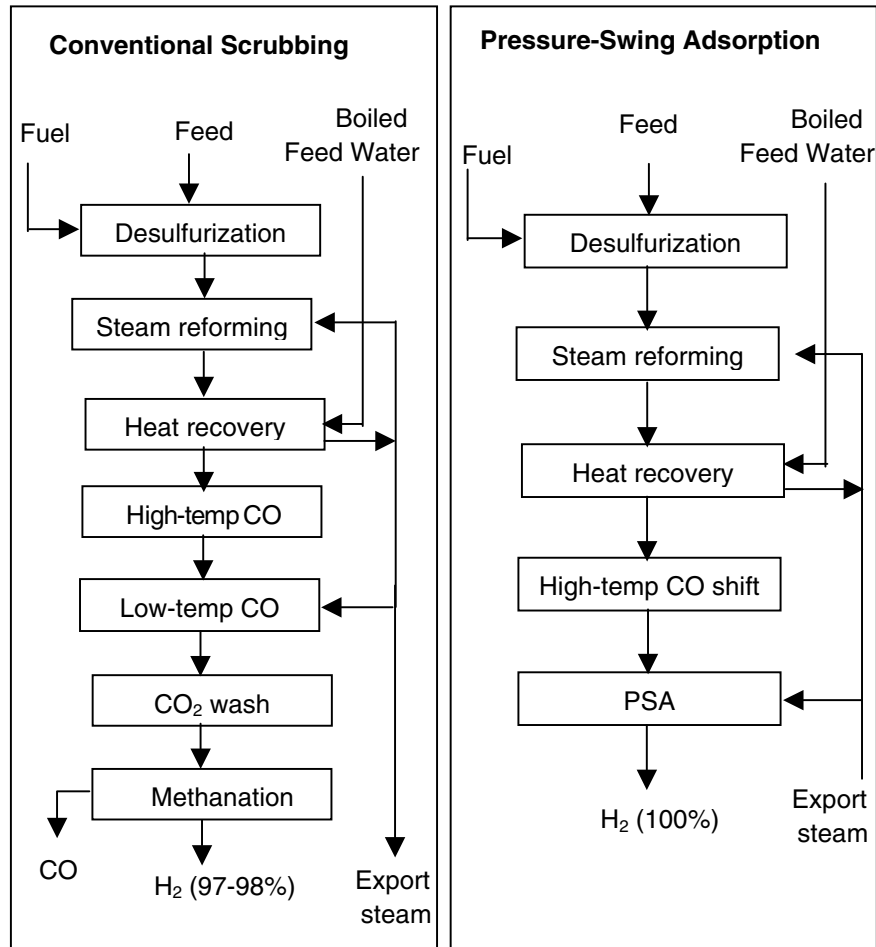 Conventional Scrubbing
Fuel
Feed
Boiled
Feed Water
Desulfurization
Steam reforming
Heat recovery
High-temp CO
Low-temp CO
CO₂ wash
Methanation
CO
H₂ (97-98%)
Export
steam
Pressure-Swing Adsorption
Fuel
Feed
Boiled
Feed Water
Desulfurization
Steam reforming
Heat recovery
High-temp CO shift
PSA
H₂ (100%)
Export
steam